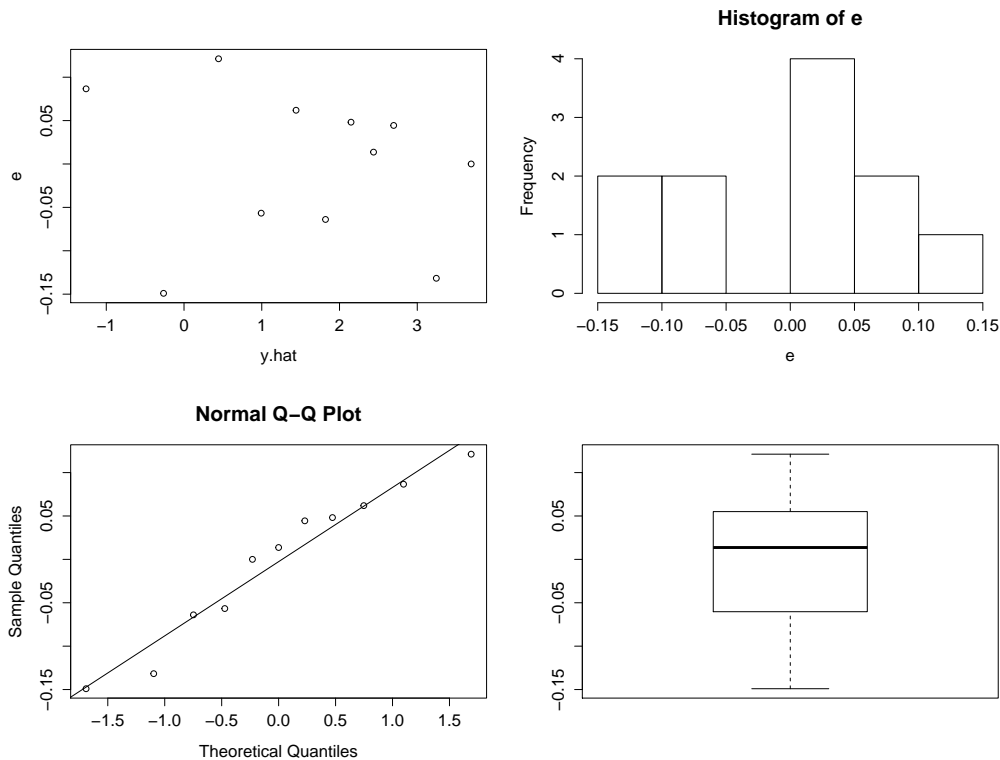 0.05
−0.05
−0.15
e
−1 0 1 2 3
y.hat
Histogram of e
4
3
2
1
0
Frequency
−0.15 −0.10 −0.05 0.00 0.05 0.10 0.15
e
Normal Q−Q Plot
0.05
−0.05
−0.15
Sample Quantiles
−1.5 −1.0 −0.5 0.0 0.5 1.0 1.5
Theoretical Quantiles
0.05
−0.05
−0.15